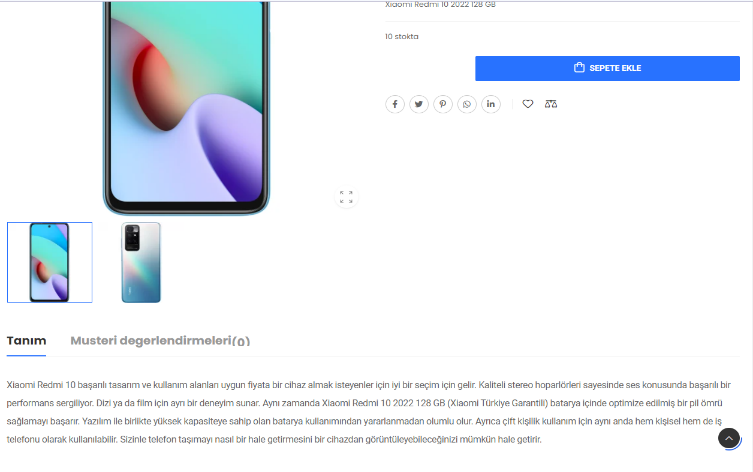 Xiaomi Redmi 10 2022 128 GB
10 stokta
SEPETE EKLE
Tanım
Musteri degerlendirmeleri(0)
Xiaomi Redmi 10 başarılı tasarım ve kullanım alanları uygun fiyata bir cihaz almak isteyenler için iyi bir seçim için gelir. Kaliteli stereo hoparlörleri sayesinde ses konusunda başarılı bir
performans sergiliyor. Dizi ya da film için ayrı bir deneyim sunar. Aynı zamanda Xiaomi Redmi 10 2022 128 GB (Xiaomi Türkiye Garantili) batarya içinde optimize edilmiş bir pil ömrü
sağlamayı başarır. Yazılım ile birlikte yüksek kapasiteye sahip olan batarya kullanımından yararlanmadan olumlu olur. Ayrıca çift kişilik kullanım için aynı anda hem kişisel hem de iş
telefonu olarak kullanılabilir. Sizinle telefon taşımayı nasıl bir hale getirmesini bir cihazdan görüntüleyebileceğinizi mümkün hale getirir.